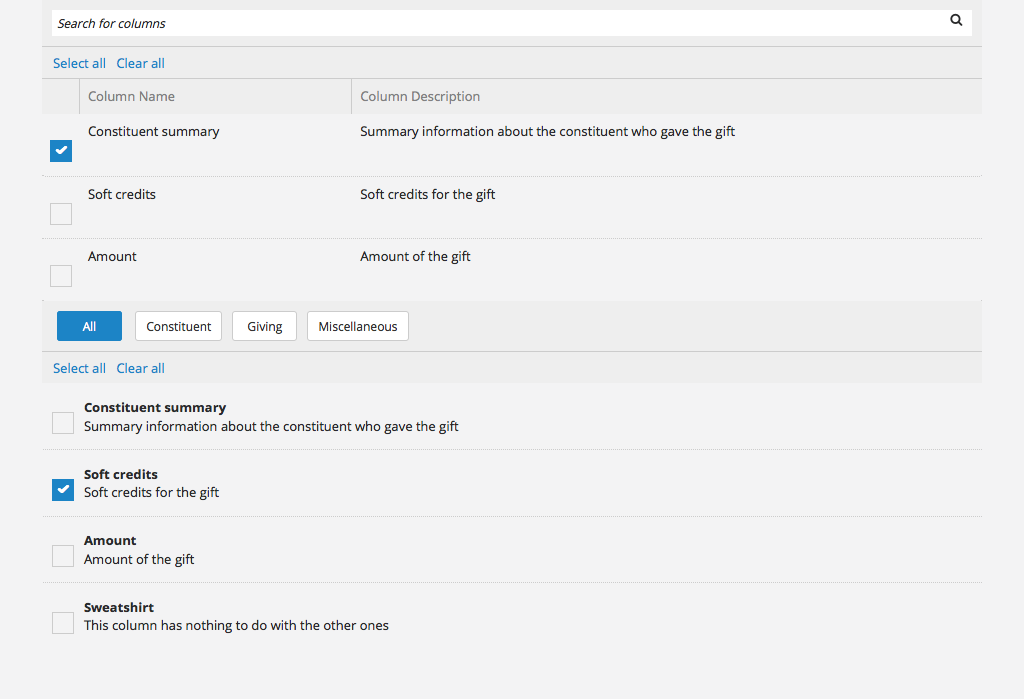 Search for columns
Select all Clear all
Column Name Column Description
Constituent summary Summary information about the constituent who gave the gift
Soft credits Soft credits for the gift
Amount Amount of the gift
All Constituent Giving Miscellaneous
Select all Clear all
Constituent summary
Summary information about the constituent who gave the gift
Soft credits
Soft credits for the gift
Amount
Amount of the gift
Sweatshirt
This column has nothing to do with the other ones